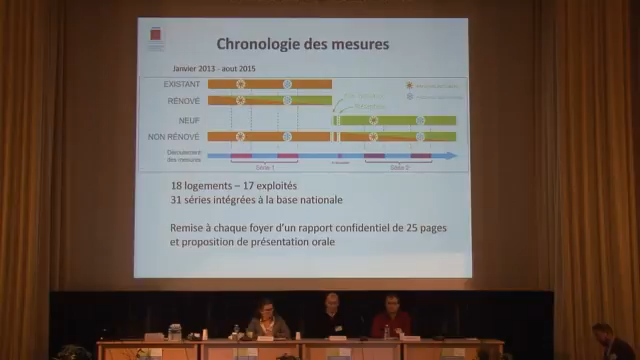 Chronologie des mesures
Janvier 2013 - aout 2015
EXISTANT
RÉNOVÉ
NEUF
NON RÉNOVÉ
Déroulement
des mesures
Série 1
Série 2
18 logements – 17 exploités
31 séries intégrées à la base nationale
Remise à chaque foyer d'un rapport confidentiel de 25 pages
et proposition de présentation orale